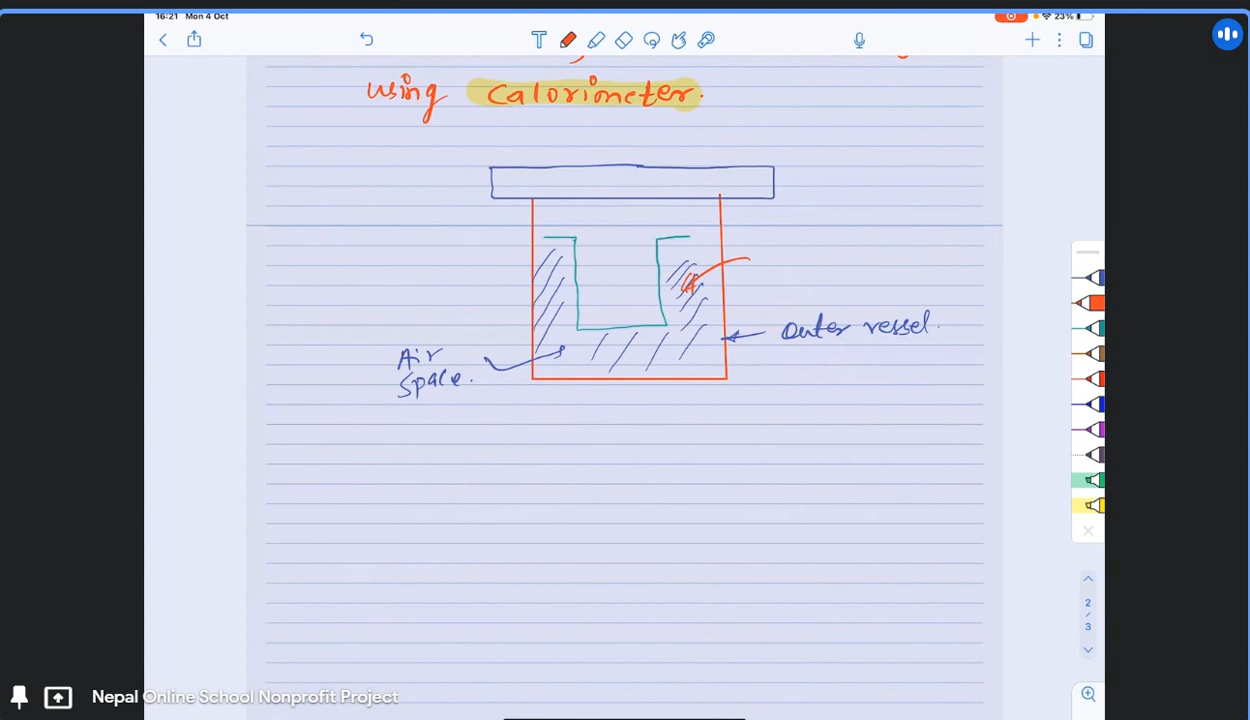 16:21 Mon 4 Oct
23%
using Calorimeter.
outer vessel.
Air
space.
2
/
3
Nepal Online School Nonprofit Project